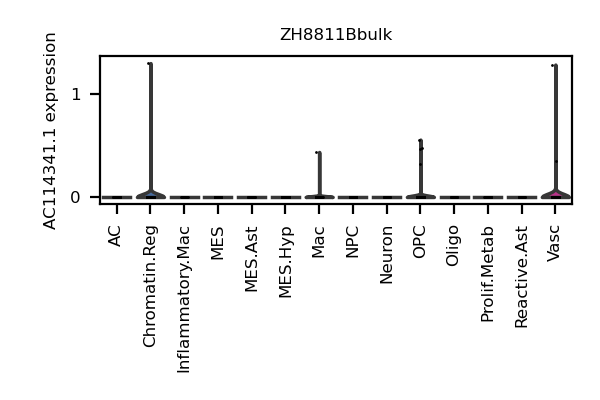 ZH8811Bbulk
AC114341.1 expression
1
0
AC
Chromatin.Reg
Inflammatory.Mac
MES
MES.Ast
MES.Hyp
Mac
NPC
Neuron
OPC
Oligo
Prolif.Metab
Reactive.Ast
Vasc